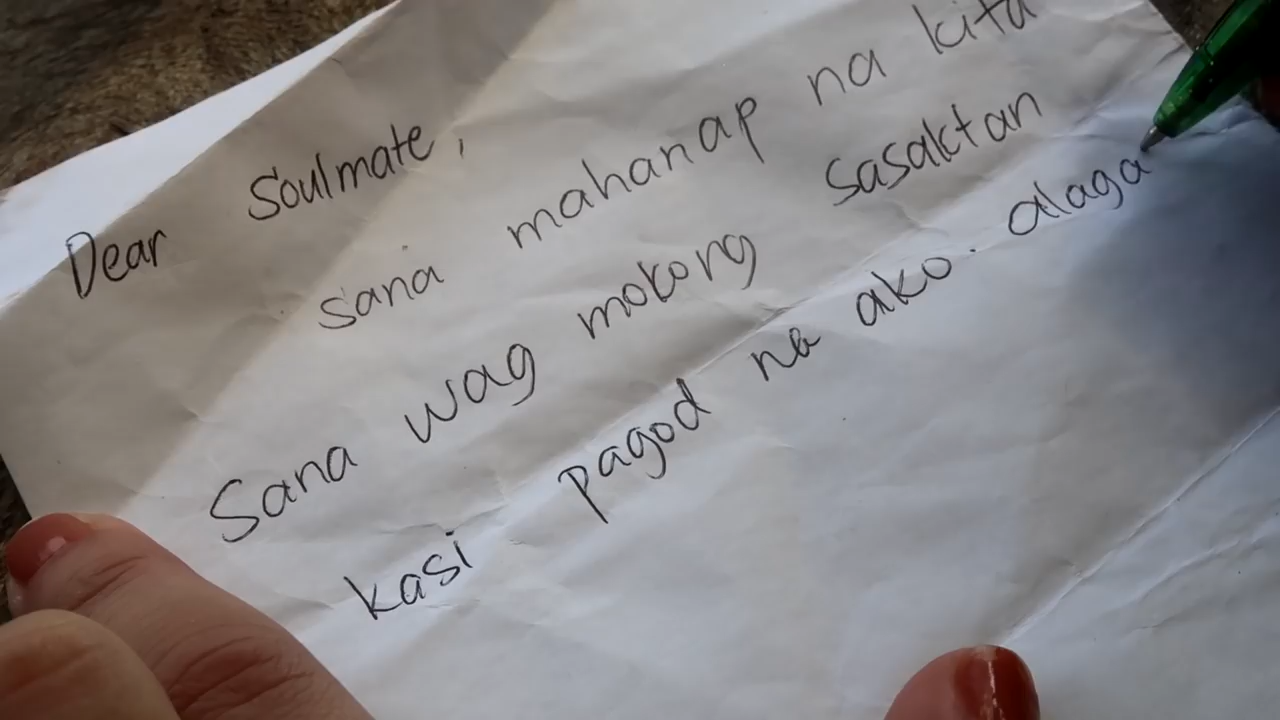 Dear Soulmate,
sana mahanap na kita
Sana wag mokong sasaktan
kasi pagod na ako. alaga